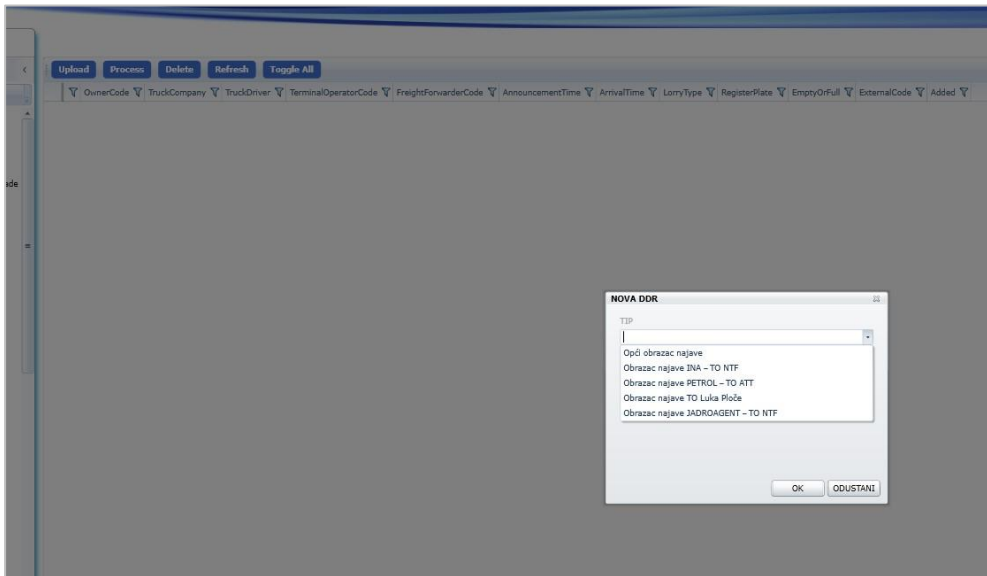 Upload Process Delete Refresh Toggle All
OwnerCode TruckCompany TruckDriver TerminalOperatorCode FreightForwarderCode AnnouncementTime ArrivalTime LorryType RegisterPlate EmptyOrFull ExternalCode Added
ade
NOVA DDR
TIP
Opći obrazac najave
Obrazac najave INA – TO NTF
Obrazac najave PETROL – TO ATT
Obrazac najave TO Luka Ploče
Obrazac najave JADROAGENT – TO NTF
OK ODUSTANI